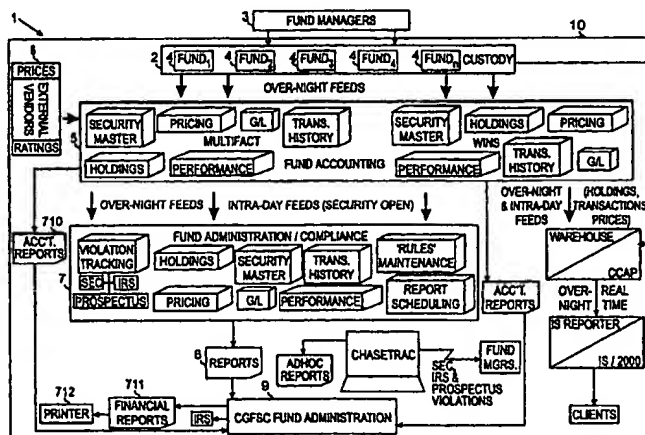 1
3
FUND MANAGERS
10
2
4 FUND1
4 FUND2
4 FUND3
4 FUND4
4 FUNDn
CUSTODY
6
PRICES
EXTERNAL VENDORS
RATINGS
OVER-NIGHT FEEDS
5
SECURITY MASTER
PRICING
G/L
TRANS. HISTORY
MULTIFACT
HOLDINGS
PERFORMANCE
FUND ACCOUNTING
SECURITY MASTER
HOLDINGS
PRICING
WINS
PERFORMANCE
TRANS. HISTORY
G/L
710
ACCT. REPORTS
OVER-NIGHT FEEDS
INTRA-DAY FEEDS (SECURITY OPEN)
OVER-NIGHT & INTRA-DAY FEEDS
(HOLDINGS, TRANSACTIONS PRICES)
FUND ADMINISTRATION / COMPLIANCE
7
VIOLATION TRACKING
SEC
IRS
PROSPECTUS
HOLDINGS
SECURITY MASTER
TRANS. HISTORY
'RULES' MAINTENANCE
PRICING
G/L
PERFORMANCE
REPORT SCHEDULING
ACCT. REPORTS
WAREHOUSE
CCAP
OVER-NIGHT
REAL TIME
IS REPORTER
IS / 2000
CLIENTS
8
REPORTS
ADHOC REPORTS
CHASETRAC
FUND MGRS.
SEC, IRS & PROSPECTUS VIOLATIONS
9
CGFSC FUND ADMINISTRATION
IRS
711
FINANCIAL REPORTS
712
PRINTER